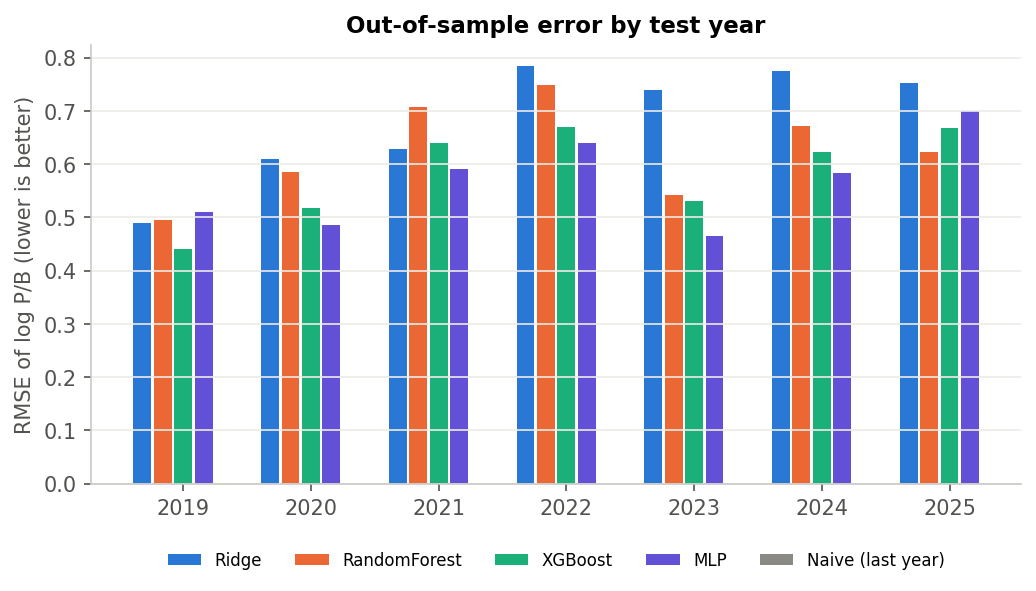 Out-of-sample error by test year
RMSE of log P/B (lower is better)
0.8
0.7
0.6
0.5
0.4
0.3
0.2
0.1
0.0
2019 2020 2021 2022 2023 2024 2025
Ridge RandomForest XGBoost MLP Naive (last year)